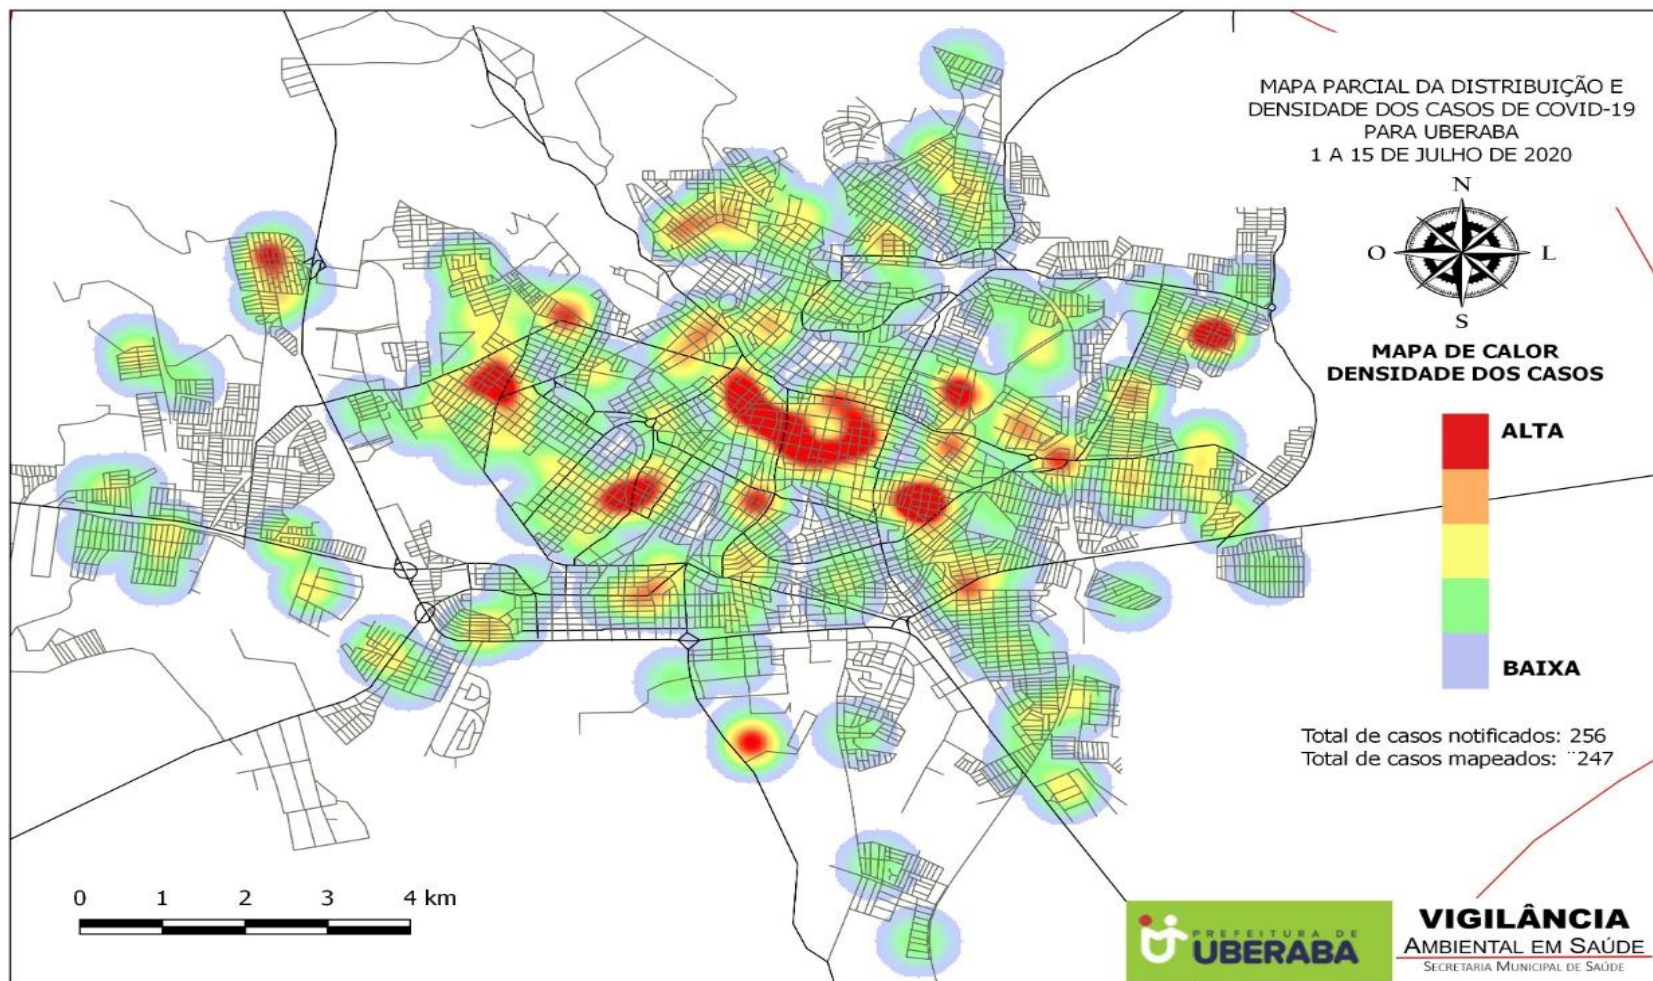 MAPA PARCIAL DA DISTRIBUIÇÃO E
DENSIDADE DOS CASOS DE COVID-19
PARA UBERABA
1 A 15 DE JULHO DE 2020
N
O
L
S
MAPA DE CALOR
DENSIDADE DOS CASOS
ALTA
BAIXA
Total de casos notificados: 256
Total de casos mapeados: 247
0 1 2 3 4 km
PREFEITURA DE
UBERABA
VIGILÂNCIA
AMBIENTAL EM SAÚDE
SECRETARIA MUNICIPAL DE SAÚDE